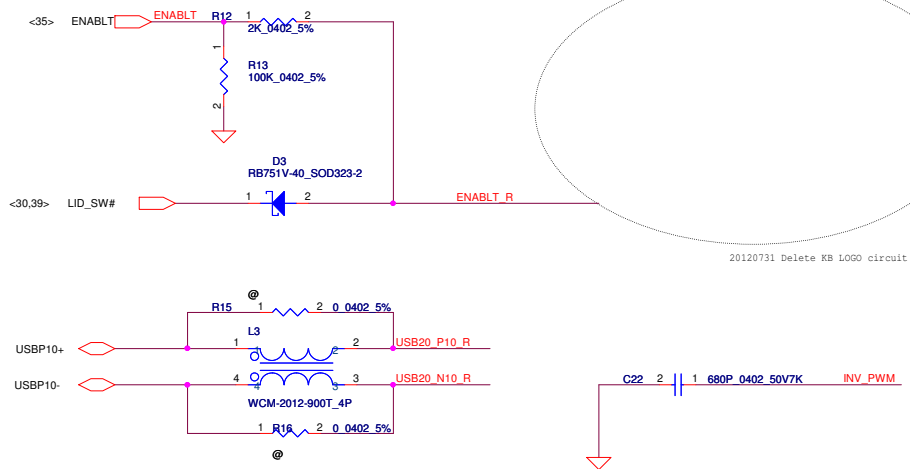 <35> ENABLT ENABLT R12 1 2
2K_0402_5%
1
R13
100K_0402_5%
2
D3
RB751V-40_SOD323-2
<30,39> LID_SW# 1 2 ENABLT_R
20120731 Delete KB LOGO circuit
@
R15 1 2 0_0402_5%
L3
USBP10+ 1 2 USB20_P10_R
1 2
USBP10- 4 3 USB20_N10_R
4 3
WCM-2012-900T_4P
1 R16 2 0_0402_5%
@
C22 2 1 680P_0402_50V7K INV_PWM